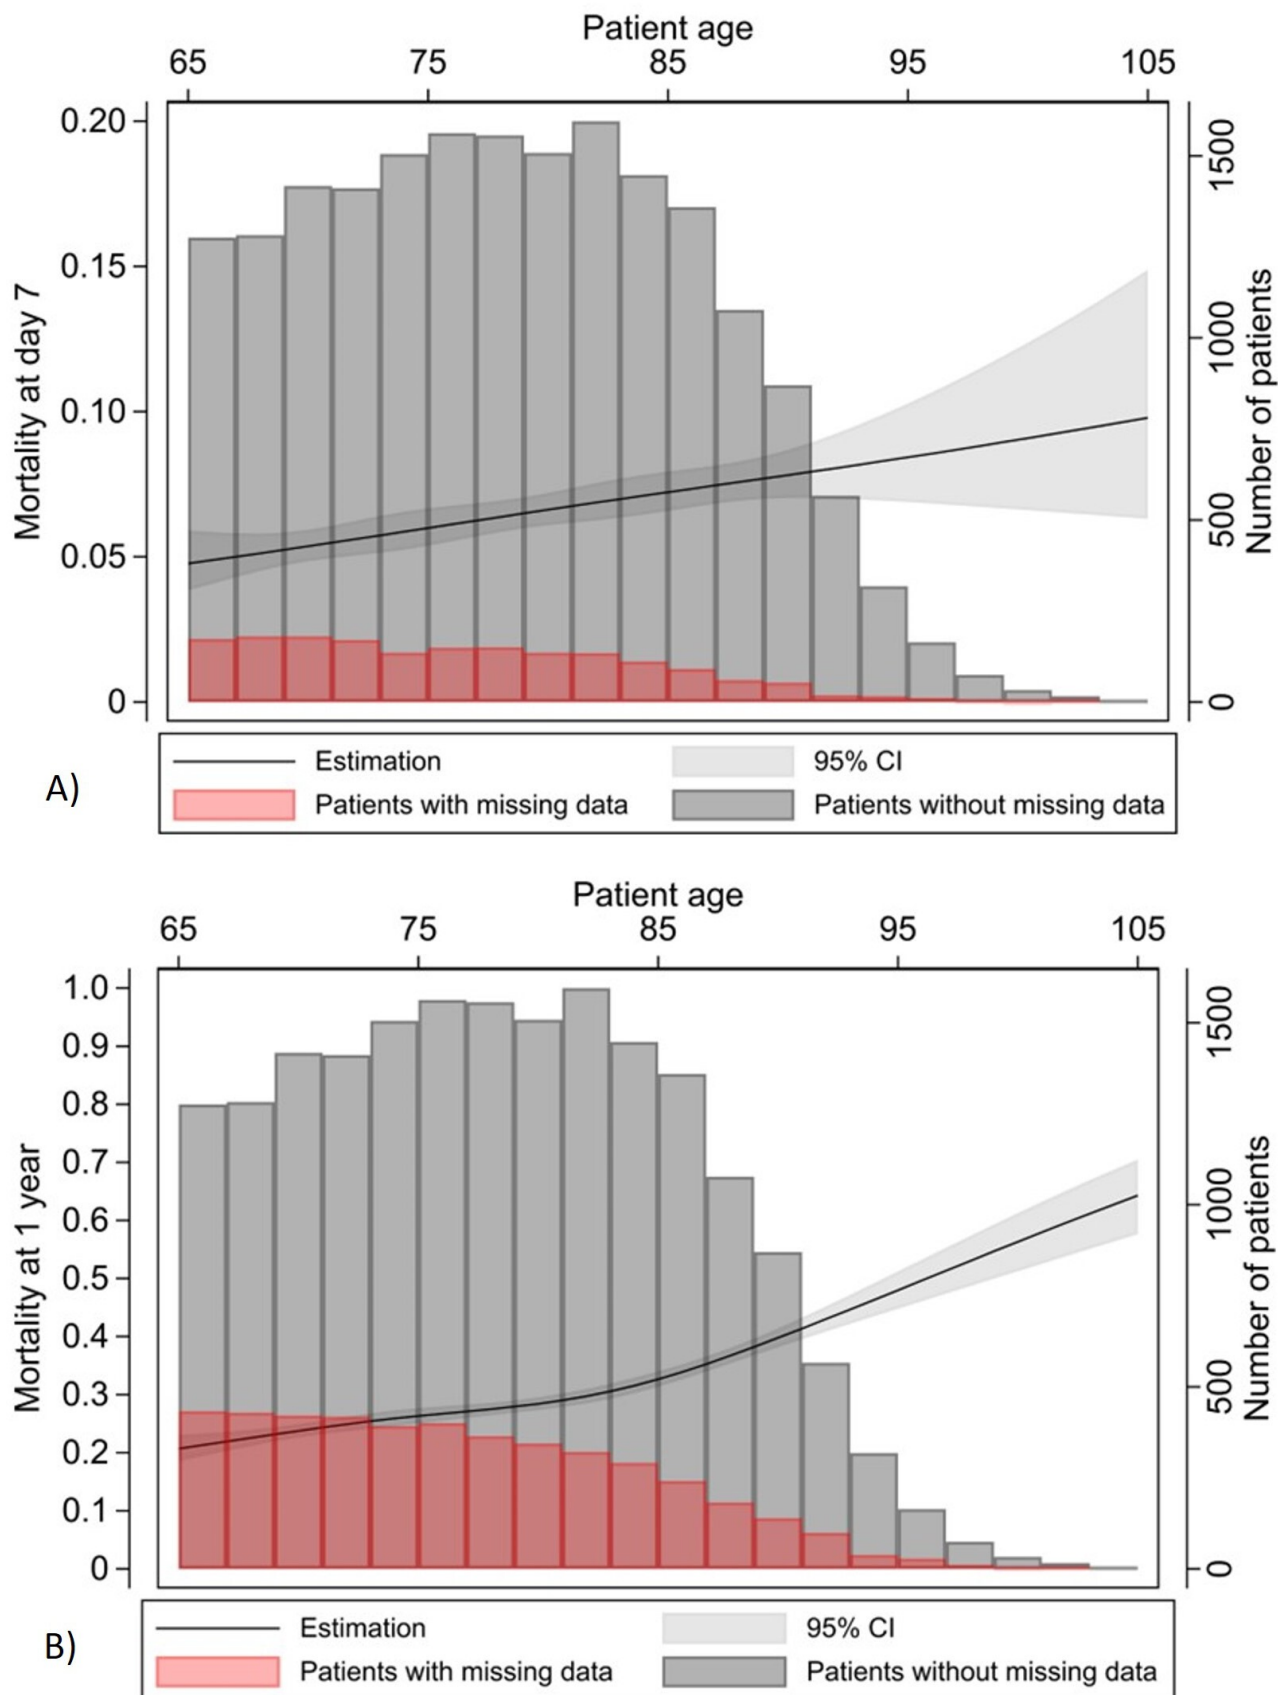 Patient age
65 75 85 95 105
0.20
0.15
0.10
0.05
0
Mortality at day 7
1500
1000
500
0
Number of patients
Estimation 95% CI
Patients with missing data Patients without missing data
A)
Patient age
65 75 85 95 105
1.0
0.9
0.8
0.7
0.6
0.5
0.4
0.3
0.2
0.1
0
Mortality at 1 year
1500
1000
500
0
Number of patients
Estimation 95% CI
Patients with missing data Patients without missing data
B)